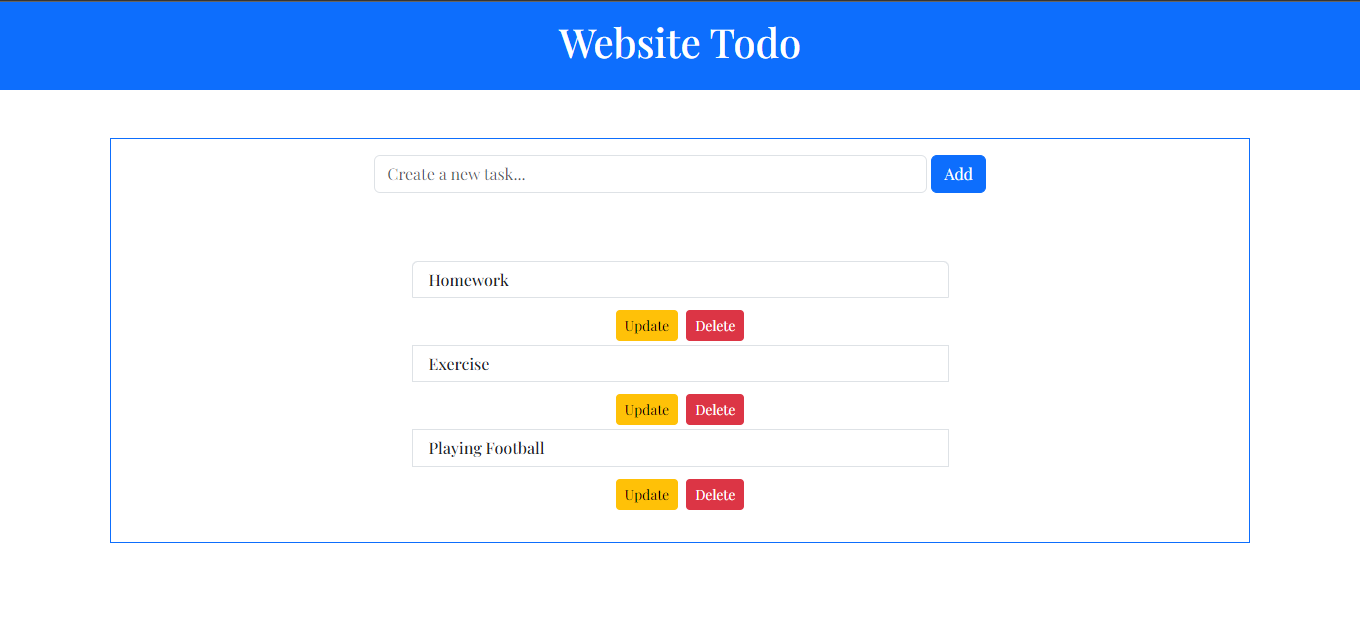 Website Todo
Create a new task...
Add
Homework
Update Delete
Exercise
Update Delete
Playing Football
Update Delete